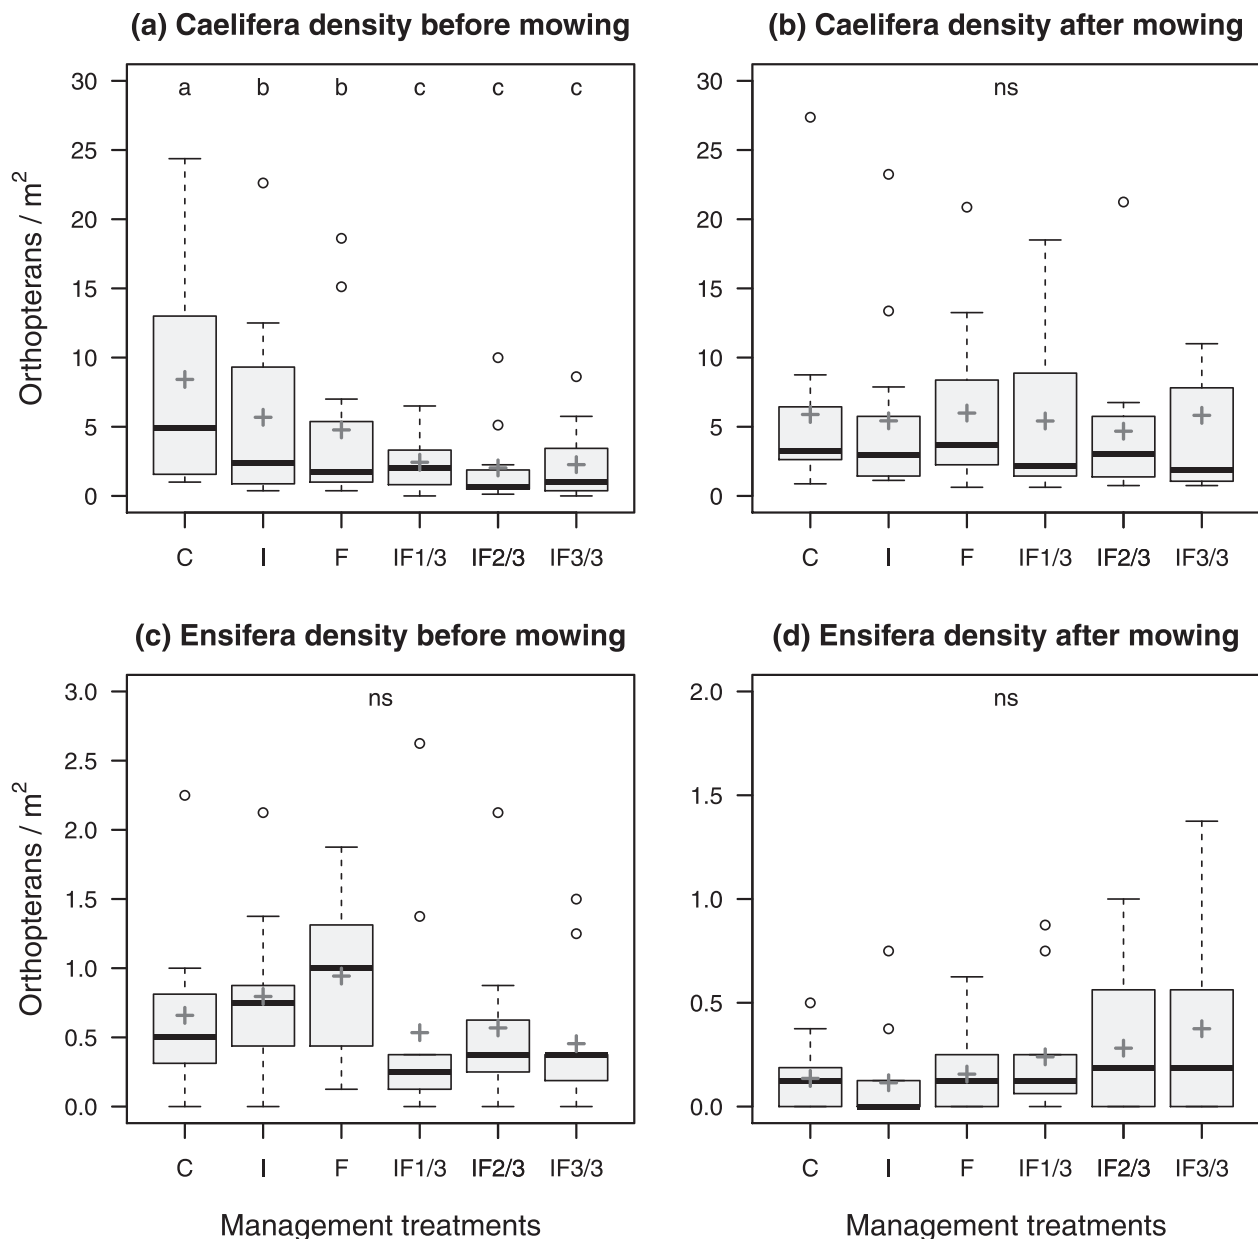 (a) Caelifera density before mowing
Orthopterans / m²
30
25
20
15
10
5
0
a b b c c c
C I F IF1/3 IF2/3 IF3/3
(b) Caelifera density after mowing
30
25
20
15
10
5
0
ns
C I F IF1/3 IF2/3 IF3/3
(c) Ensifera density before mowing
Orthopterans / m²
3.0
2.5
2.0
1.5
1.0
0.5
0.0
ns
C I F IF1/3 IF2/3 IF3/3
Management treatments
(d) Ensifera density after mowing
2.0
1.5
1.0
0.5
0.0
ns
C I F IF1/3 IF2/3 IF3/3
Management treatments